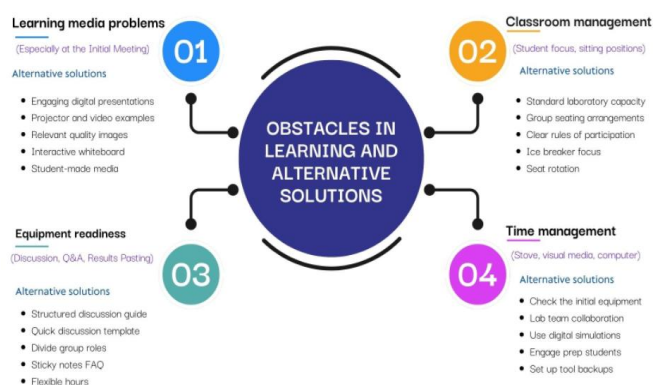 Learning media problems
(Especially at the Initial Meeting)
01
Alternative solutions
Engaging digital presentations
Projector and video examples
Relevant quality images
Interactive whiteboard
Student-made media
Classroom management
(Student focus, sitting positions)
02
Alternative solutions
Standard laboratory capacity
Group seating arrangements
Clear rules of participation
Ice breaker focus
Seat rotation
OBSTACLES IN
LEARNING AND
ALTERNATIVE
SOLUTIONS
Equipment readiness
(Discussion, Q&A, Results Pasting)
03
Alternative solutions
Structured discussion guide
Quick discussion template
Divide group roles
Sticky notes FAQ
Flexible hours
Time management
(Stove, visual media, computer)
04
Alternative solutions
Check the initial equipment
Lab team collaboration
Use digital simulations
Engage prep students
Set up tool backups